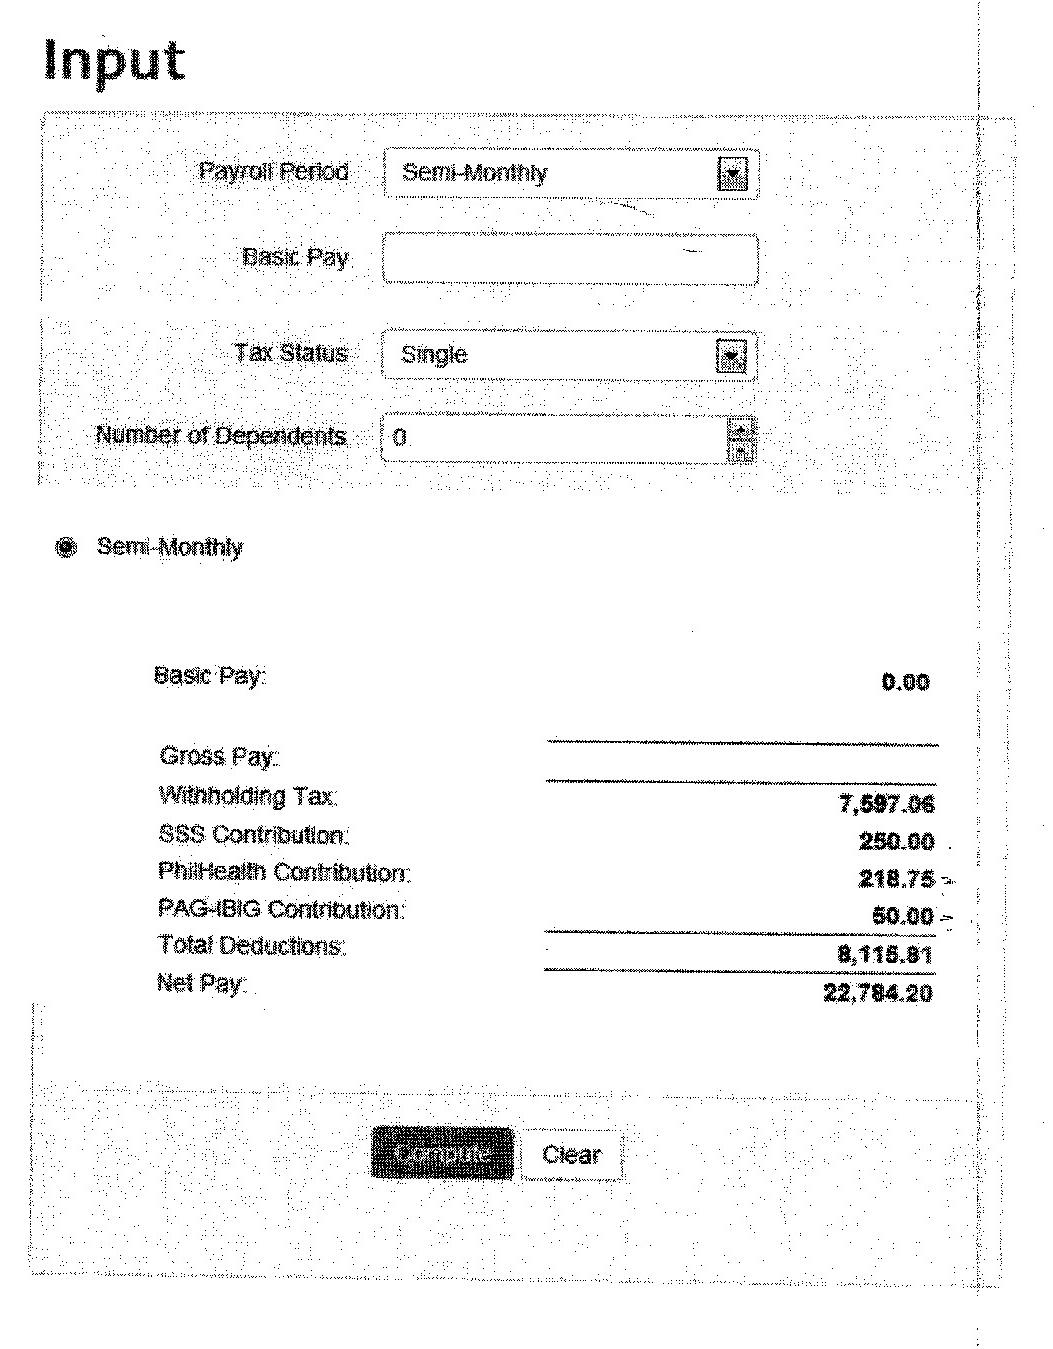 Input
Payroll Period Semi-Monthly
Basic Pay
Tax Status Single
Number of Dependents 0
Semi-Monthly
Basic Pay: 0.00
Gross Pay:
Withholding Tax: 7,597.06
SSS Contribution: 250.00
PhilHealth Contribution: 218.75
PAG-IBIG Contribution: 50.00
Total Deductions: 8,115.81
Net Pay: 22,784.20
Compute Clear